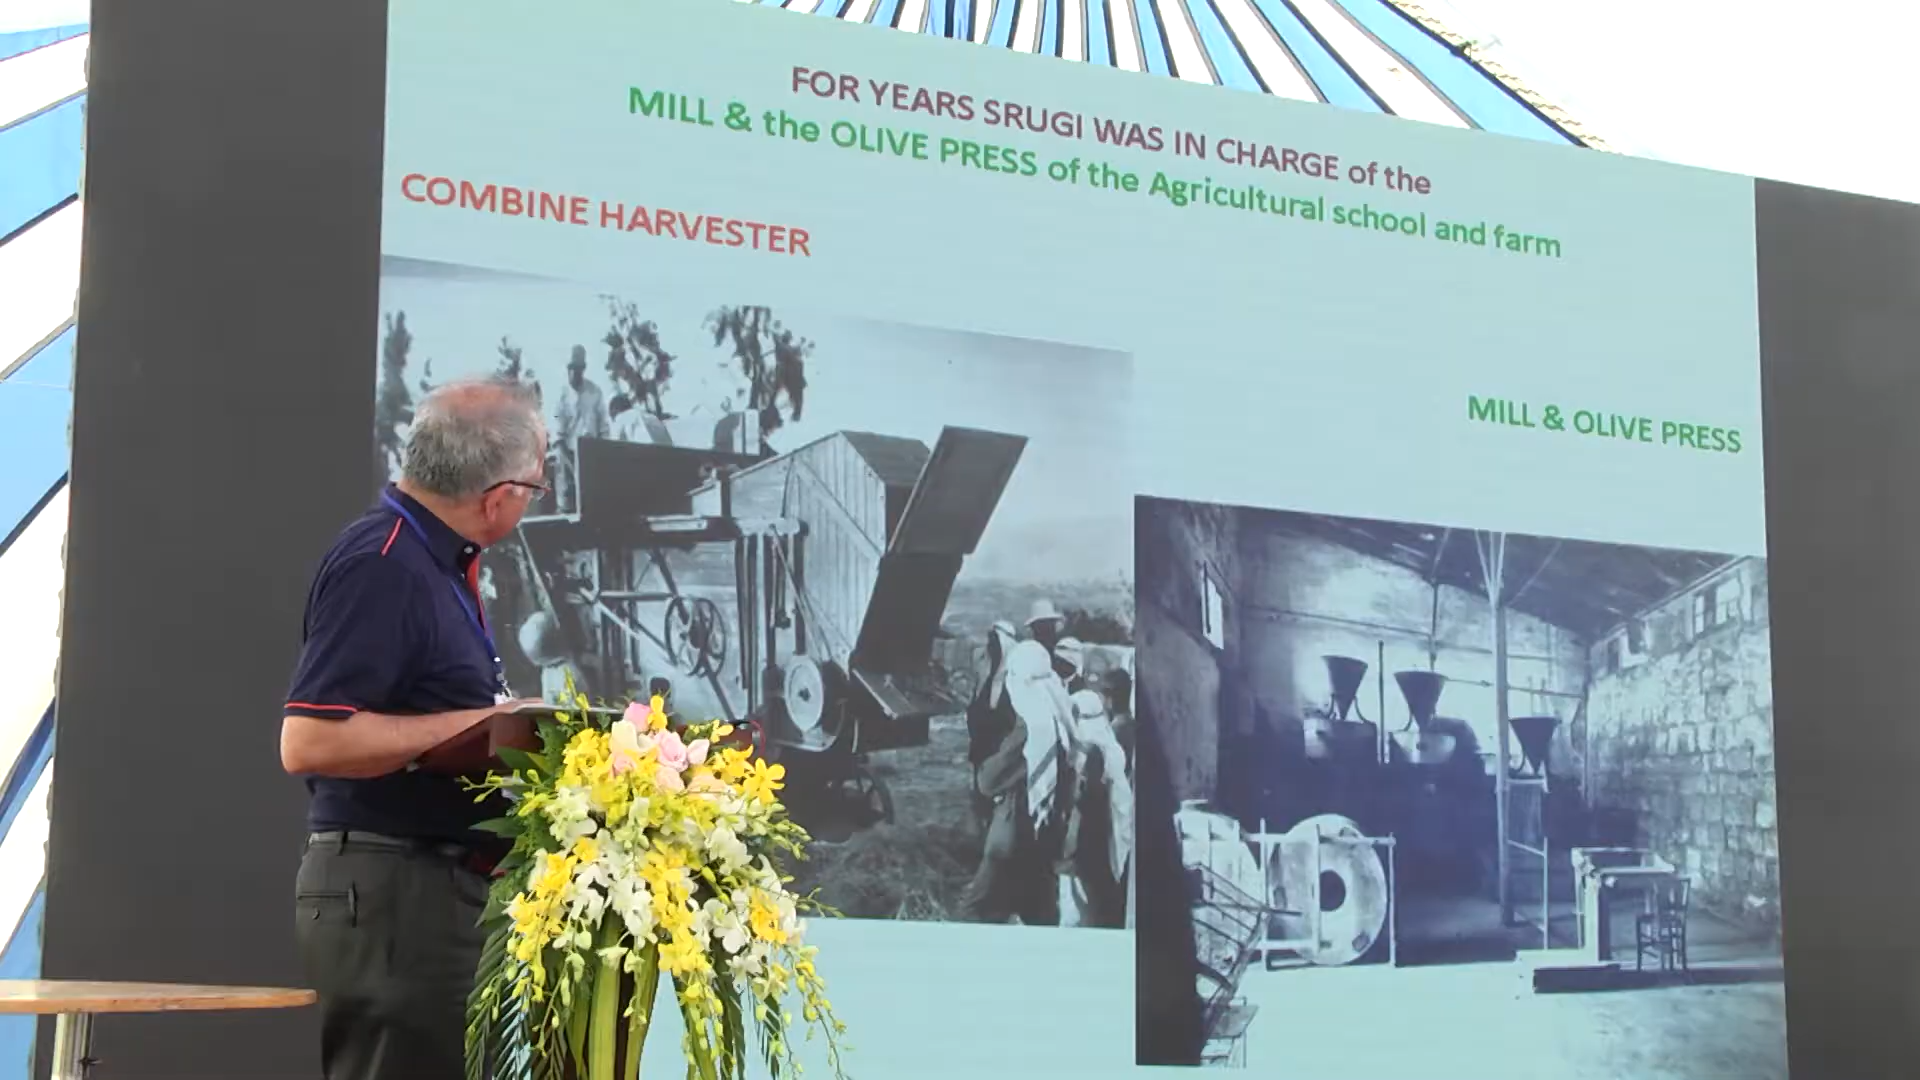 FOR YEARS SRUGI WAS IN CHARGE of the
MILL & the OLIVE PRESS of the Agricultural school and farm
COMBINE HARVESTER
MILL & OLIVE PRESS